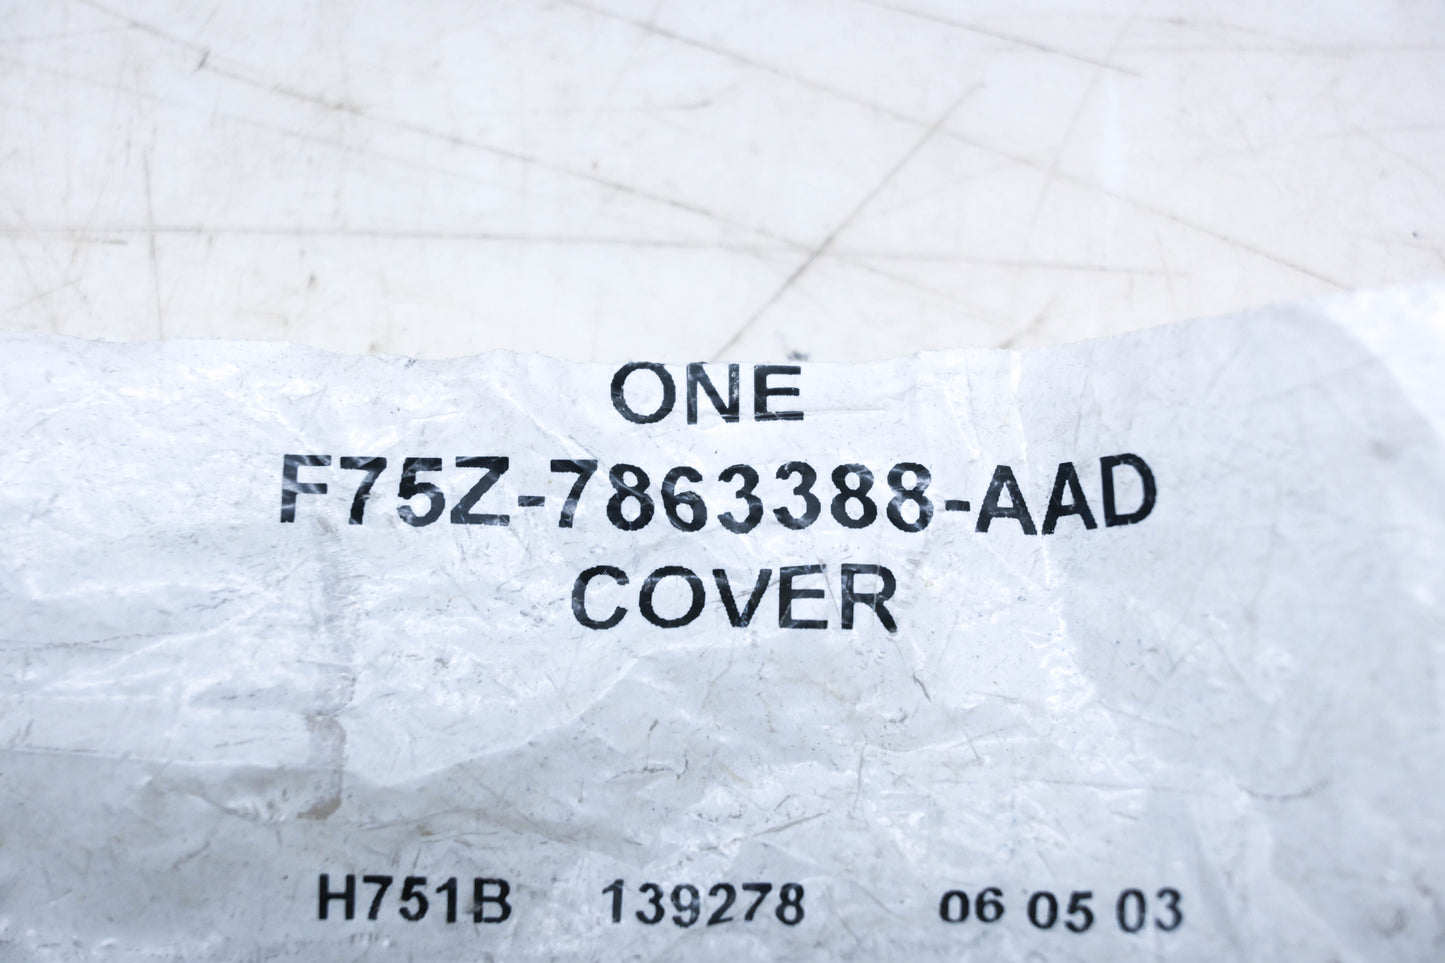 ONE
F75Z-7863388-AAD
COVER
H751B 139278 06 05 03